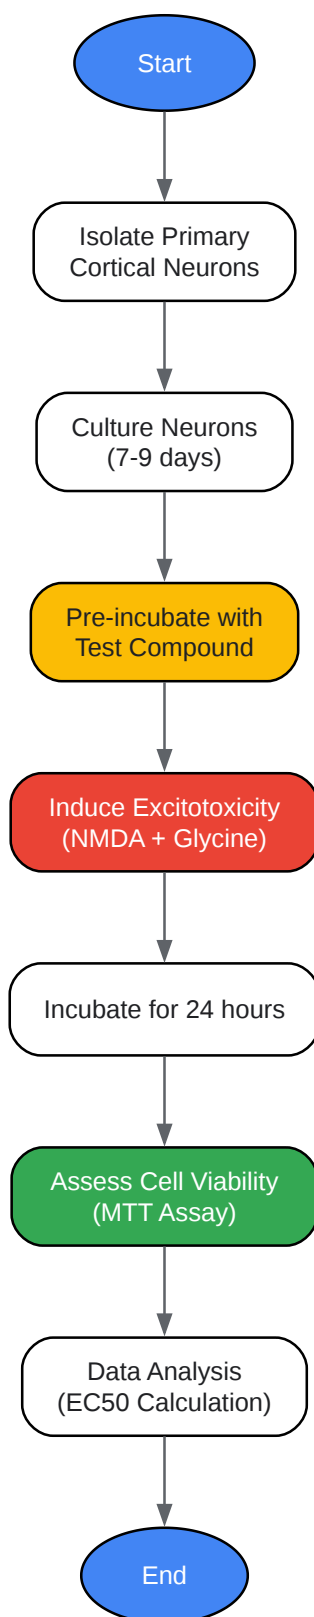 Start
Isolate Primary
Cortical Neurons
Culture Neurons
(7-9 days)
Pre-incubate with
Test Compound
Induce Excitotoxicity
(NMDA + Glycine)
Incubate for 24 hours
Assess Cell Viability
(MTT Assay)
Data Analysis
(EC50 Calculation)
End